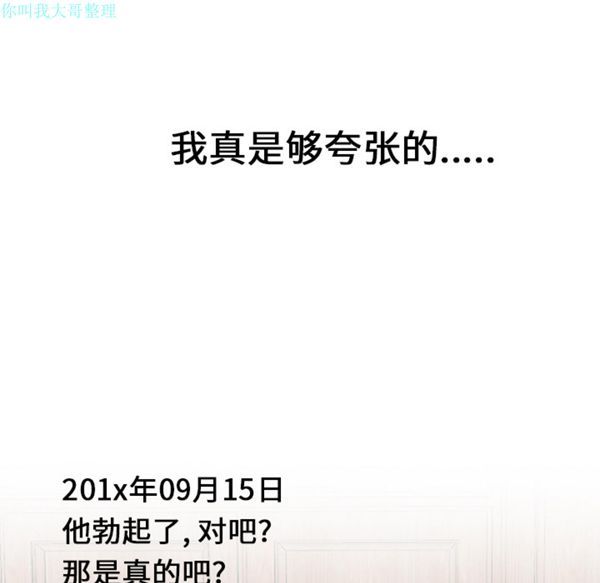 你叫我大哥整理
我真是够夸张的.....
201x年09月15日
他勃起了, 对吧?
那是真的吧?